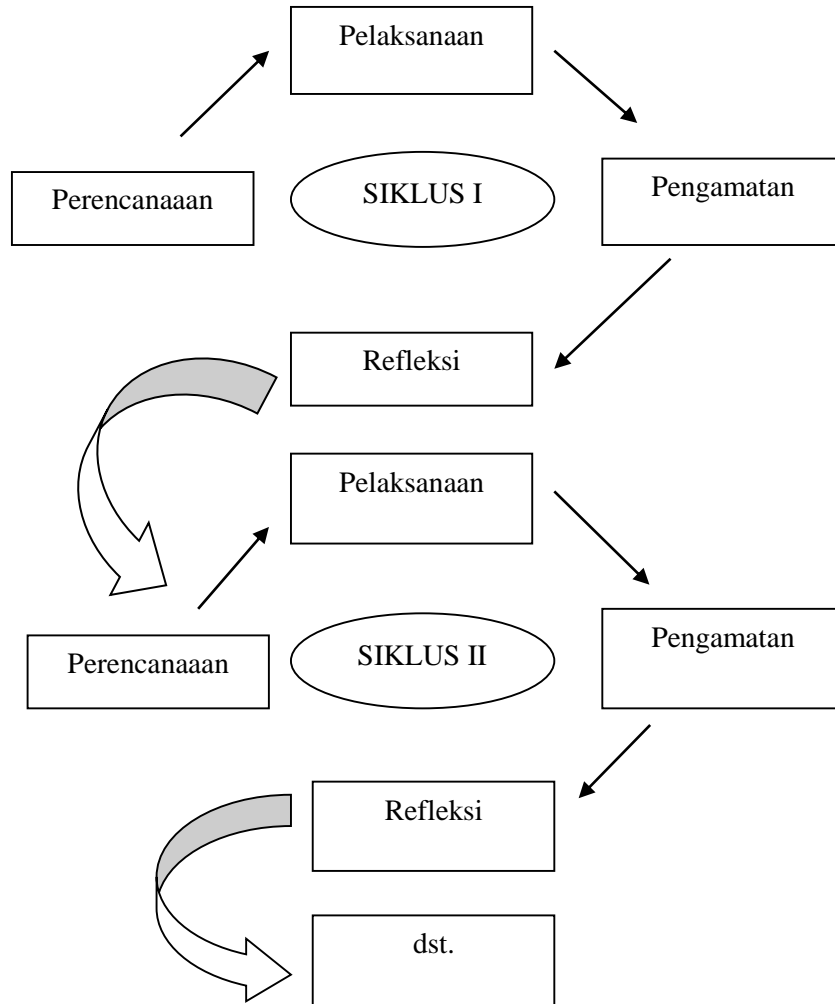 Pelaksanaan
Perencanaaan
SIKLUS I
Pengamatan
Refleksi
Pelaksanaan
Perencanaaan
SIKLUS II
Pengamatan
Refleksi
dst.